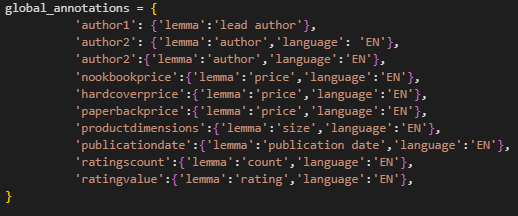 global_annotations = {
'author1': {'lemma':'lead author'},
'author2': {'lemma':'author','language': 'EN'},
'author2':{'lemma':'author','language':'EN'},
'nookbookprice':{'lemma':'price','language':'EN'},
'hardcoverprice':{'lemma':'price','language':'EN'},
'paperbackprice':{'lemma':'price','language':'EN'},
'productdimensions':{'lemma':'size','language':'EN'},
'publicationdate':{'lemma':'publication date','language':'EN'},
'ratingscount':{'lemma':'count','language':'EN'},
'ratingvalue':{'lemma':'rating','language':'EN'},
}